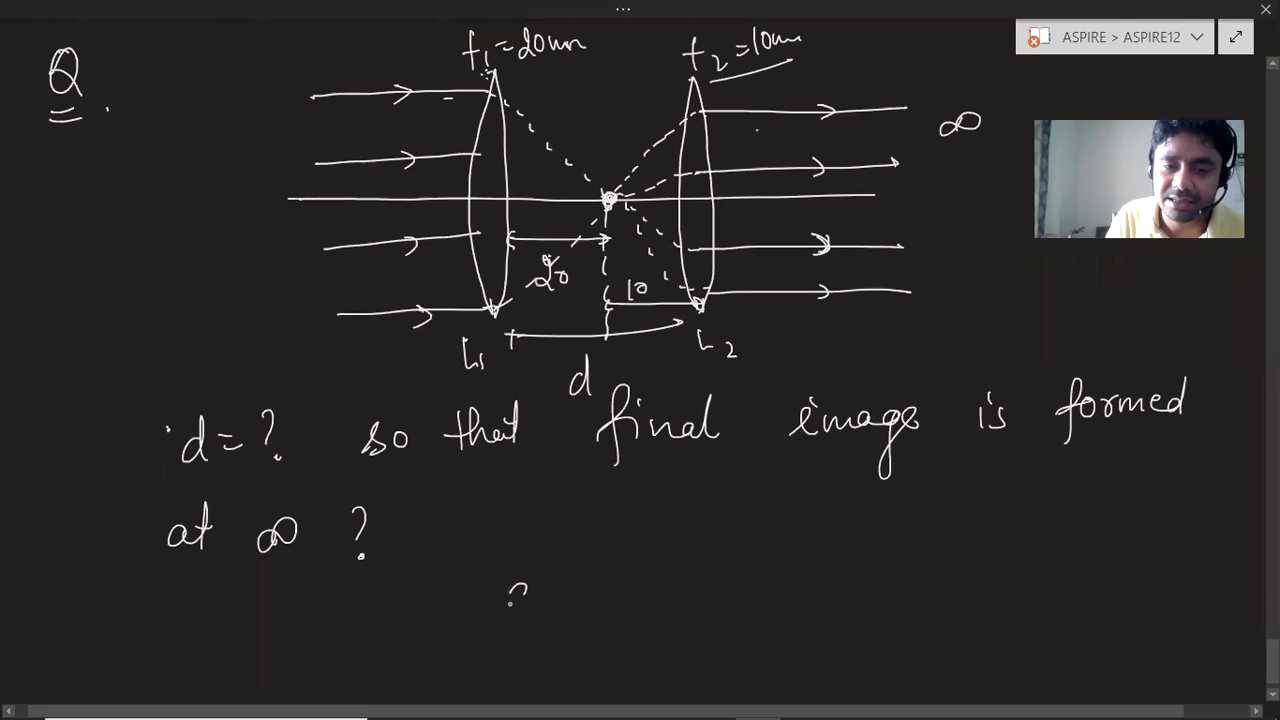 ASPIRE > ASPIRE12
Q.
f₁=20cm
f₂=10cm
∞
20
10
L₁
L₂
d
d=? so that final image is formed
at ∞ ?